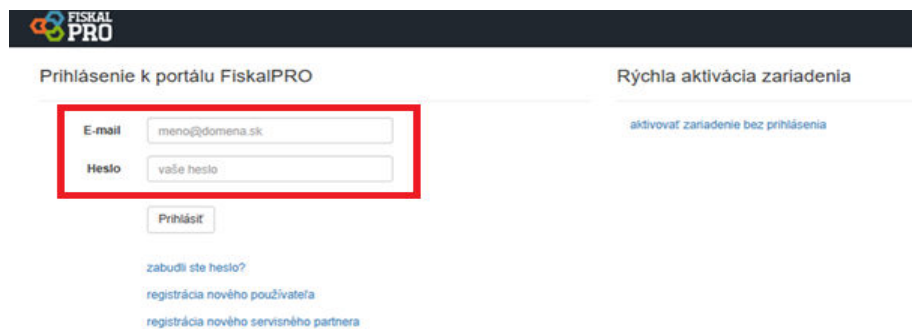 FISKAL
PRO
Prihlásenie k portálu FiskalPRO
E-mail
meno@domena.sk
Heslo
vaše heslo
Prihlásiť
zabudli ste heslo?
registrácia nového používateľa
registrácia nového servisného partnera
Rýchla aktivácia zariadenia
aktivovať zariadenie bez prihlásenia